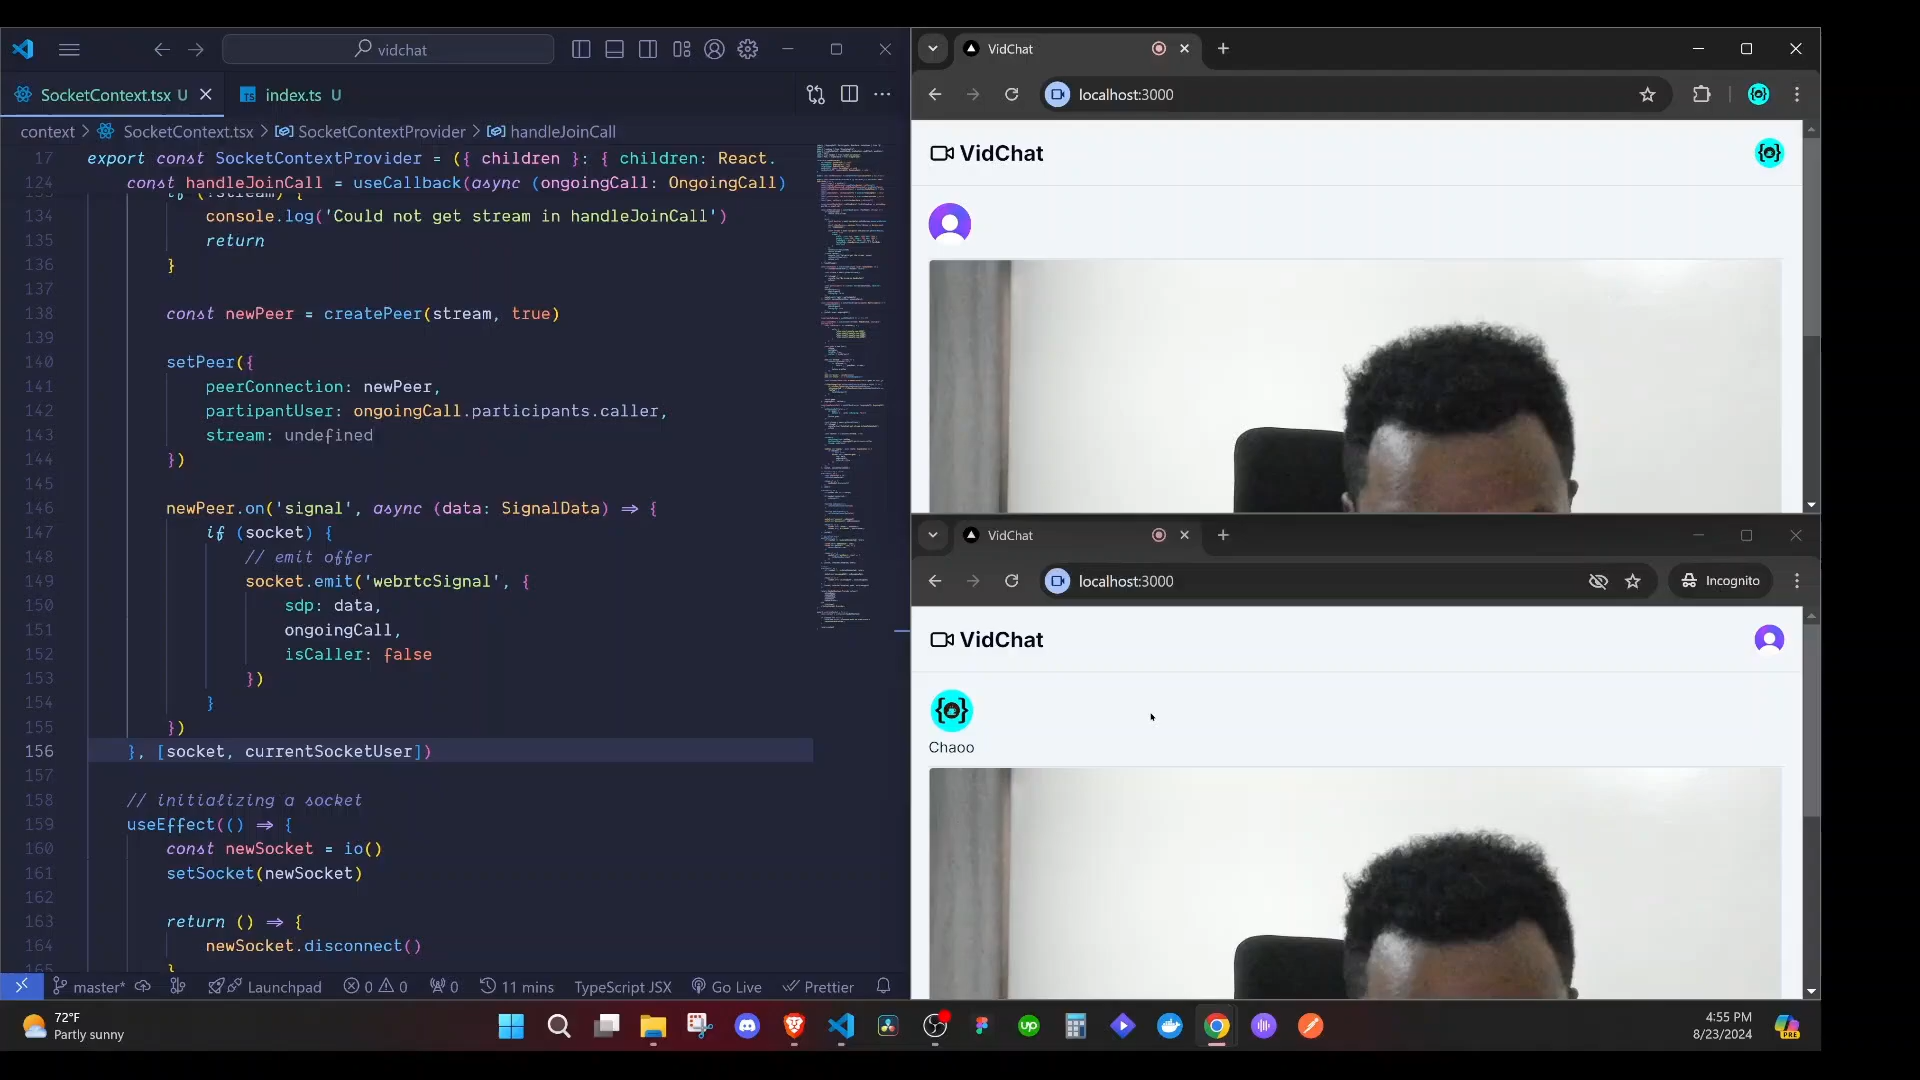 vidchat
SocketContext.tsx U
index.ts U
context > SocketContext.tsx > SocketContextProvider > handleJoinCall
17 export const SocketContextProvider = ({ children }: { children: React.
124 const handleJoinCall = useCallback(async (ongoingCall: OngoingCall)
134 console.log('Could not get stream in handleJoinCall')
135 return
136 }
137
138 const newPeer = createPeer(stream, true)
139
140 setPeer({
141 peerConnection: newPeer,
142 partipantUser: ongoingCall.participants.caller,
143 stream: undefined
144 })
145
146 newPeer.on('signal', async (data: SignalData) => {
147 if (socket) {
148 // emit offer
149 socket.emit('webrtcSignal', {
150 sdp: data,
151 ongoingCall,
152 isCaller: false
153 })
154 }
155 })
156 }, [socket, currentSocketUser])
157
158 // initializing a socket
159 useEffect(() => {
160 const newSocket = io()
161 setSocket(newSocket)
162
163 return () => {
164 newSocket.disconnect()
master*
Launchpad
0 0
0
11 mins
TypeScript JSX
Go Live
Prettier
VidChat
localhost:3000
VidChat
VidChat
localhost:3000
Incognito
VidChat
Chaoo
72°F
Partly sunny
up
4:55 PM
8/23/2024
PRE